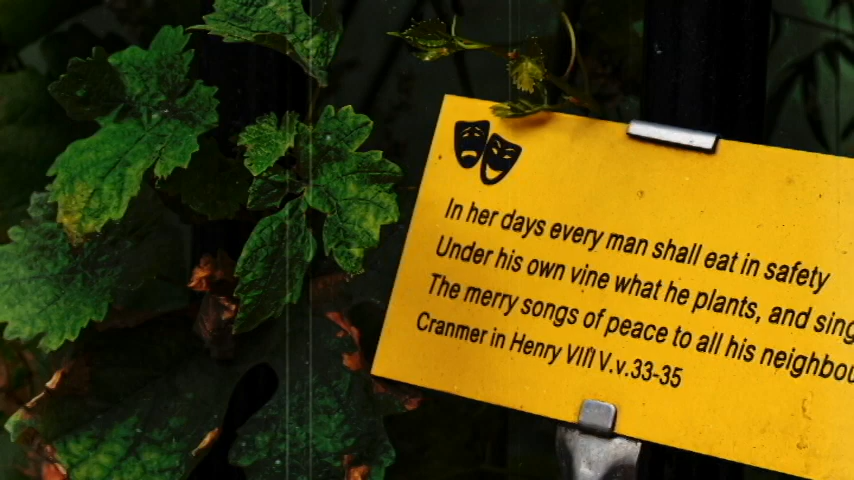 In her days every man shall eat in safety
Under his own vine what he plants, and sing
The merry songs of peace to all his neighbou
Cranmer in Henry VIII V.v.33-35